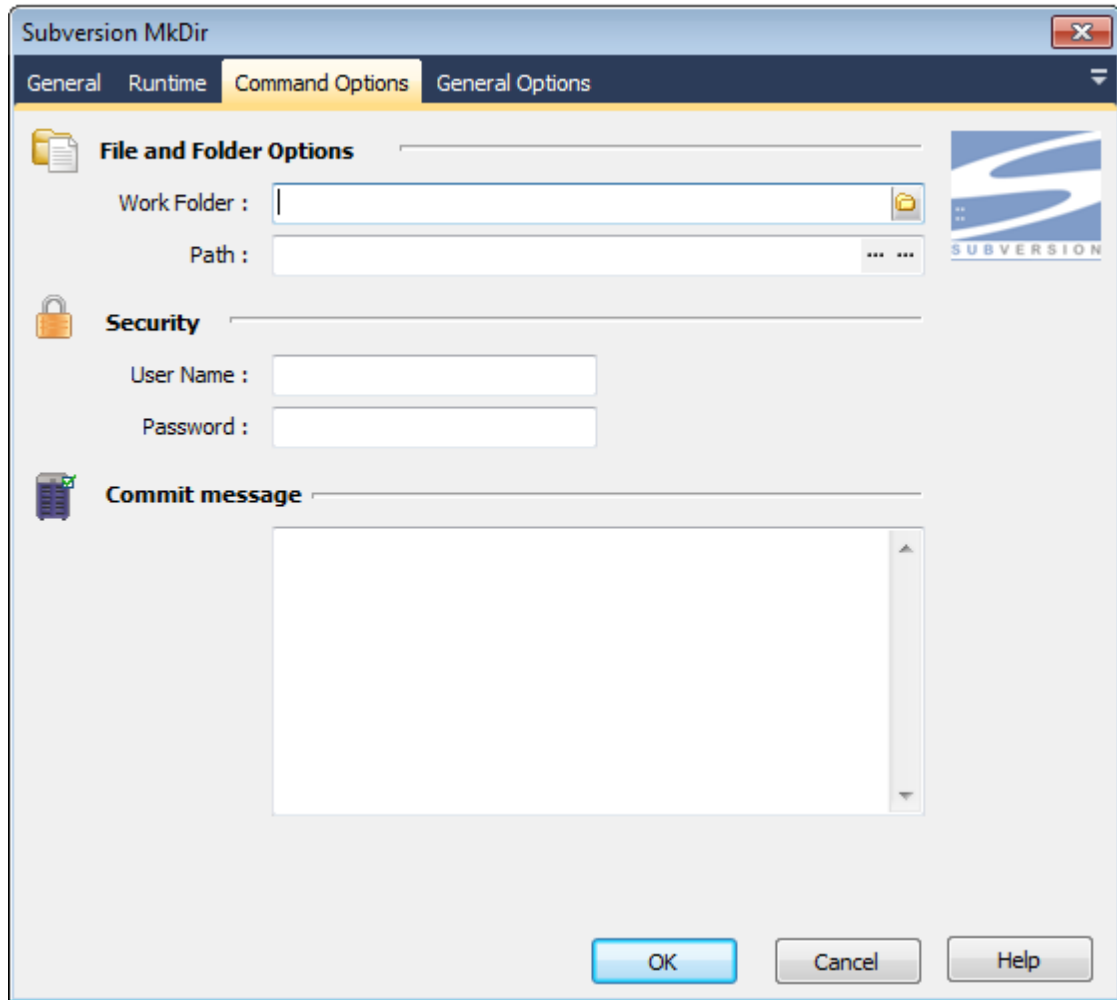 Subversion MkDir
General Runtime Command Options General Options
File and Folder Options
Work Folder :
Path :
SUBVERSION
Security
User Name :
Password :
Commit message
OK Cancel Help